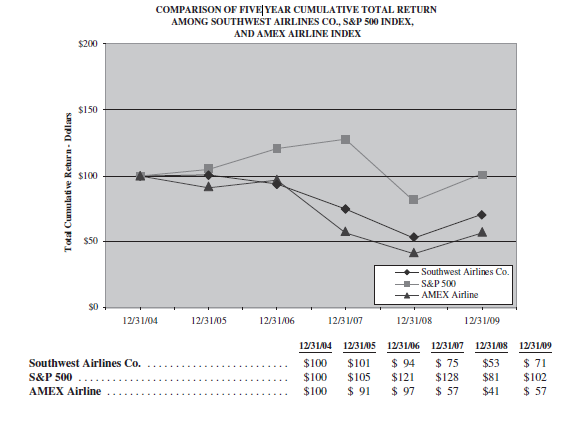 COMPARISON OF FIVE YEAR CUMULATIVE TOTAL RETURN
AMONG SOUTHWEST AIRLINES CO., S&P 500 INDEX,
AND AMEX AIRLINE INDEX
$200
$150
$100
$50
$0
Total Cumulative Return - Dollars
Southwest Airlines Co.
S&P 500
AMEX Airline
12/31/04 12/31/05 12/31/06 12/31/07 12/31/08 12/31/09
12/31/04 12/31/05 12/31/06 12/31/07 12/31/08 12/31/09
Southwest Airlines Co. . . . . . . . . . . . . . . . . . . . . . . . . . $100 $101 $ 94 $ 75 $53 $ 71
S&P 500 . . . . . . . . . . . . . . . . . . . . . . . . . . . . . . . . . . . . $100 $105 $121 $128 $81 $102
AMEX Airline . . . . . . . . . . . . . . . . . . . . . . . . . . . . . . . $100 $ 91 $ 97 $ 57 $41 $ 57